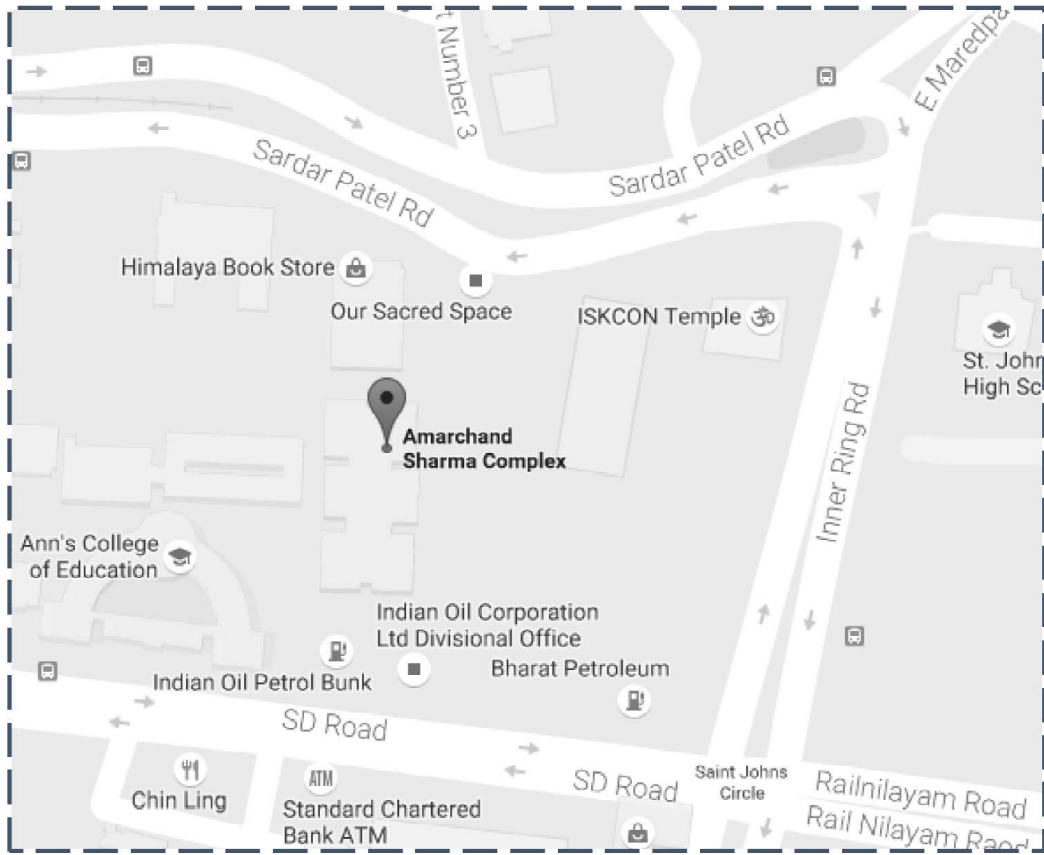 t Number 3
E Maredpa
Sardar Patel Rd
Sardar Patel Rd
Himalaya Book Store
Our Sacred Space
ISKCON Temple
St. John
High Sc
Amarchand
Sharma Complex
Inner Ring Rd
Ann's College
of Education
Indian Oil Corporation
Ltd Divisional Office
Indian Oil Petrol Bunk
Bharat Petroleum
SD Road
SD Road
Saint Johns
Circle
Railnilayam Road
Rail Nilayam Raod
Chin Ling
ATM
Standard Chartered
Bank ATM